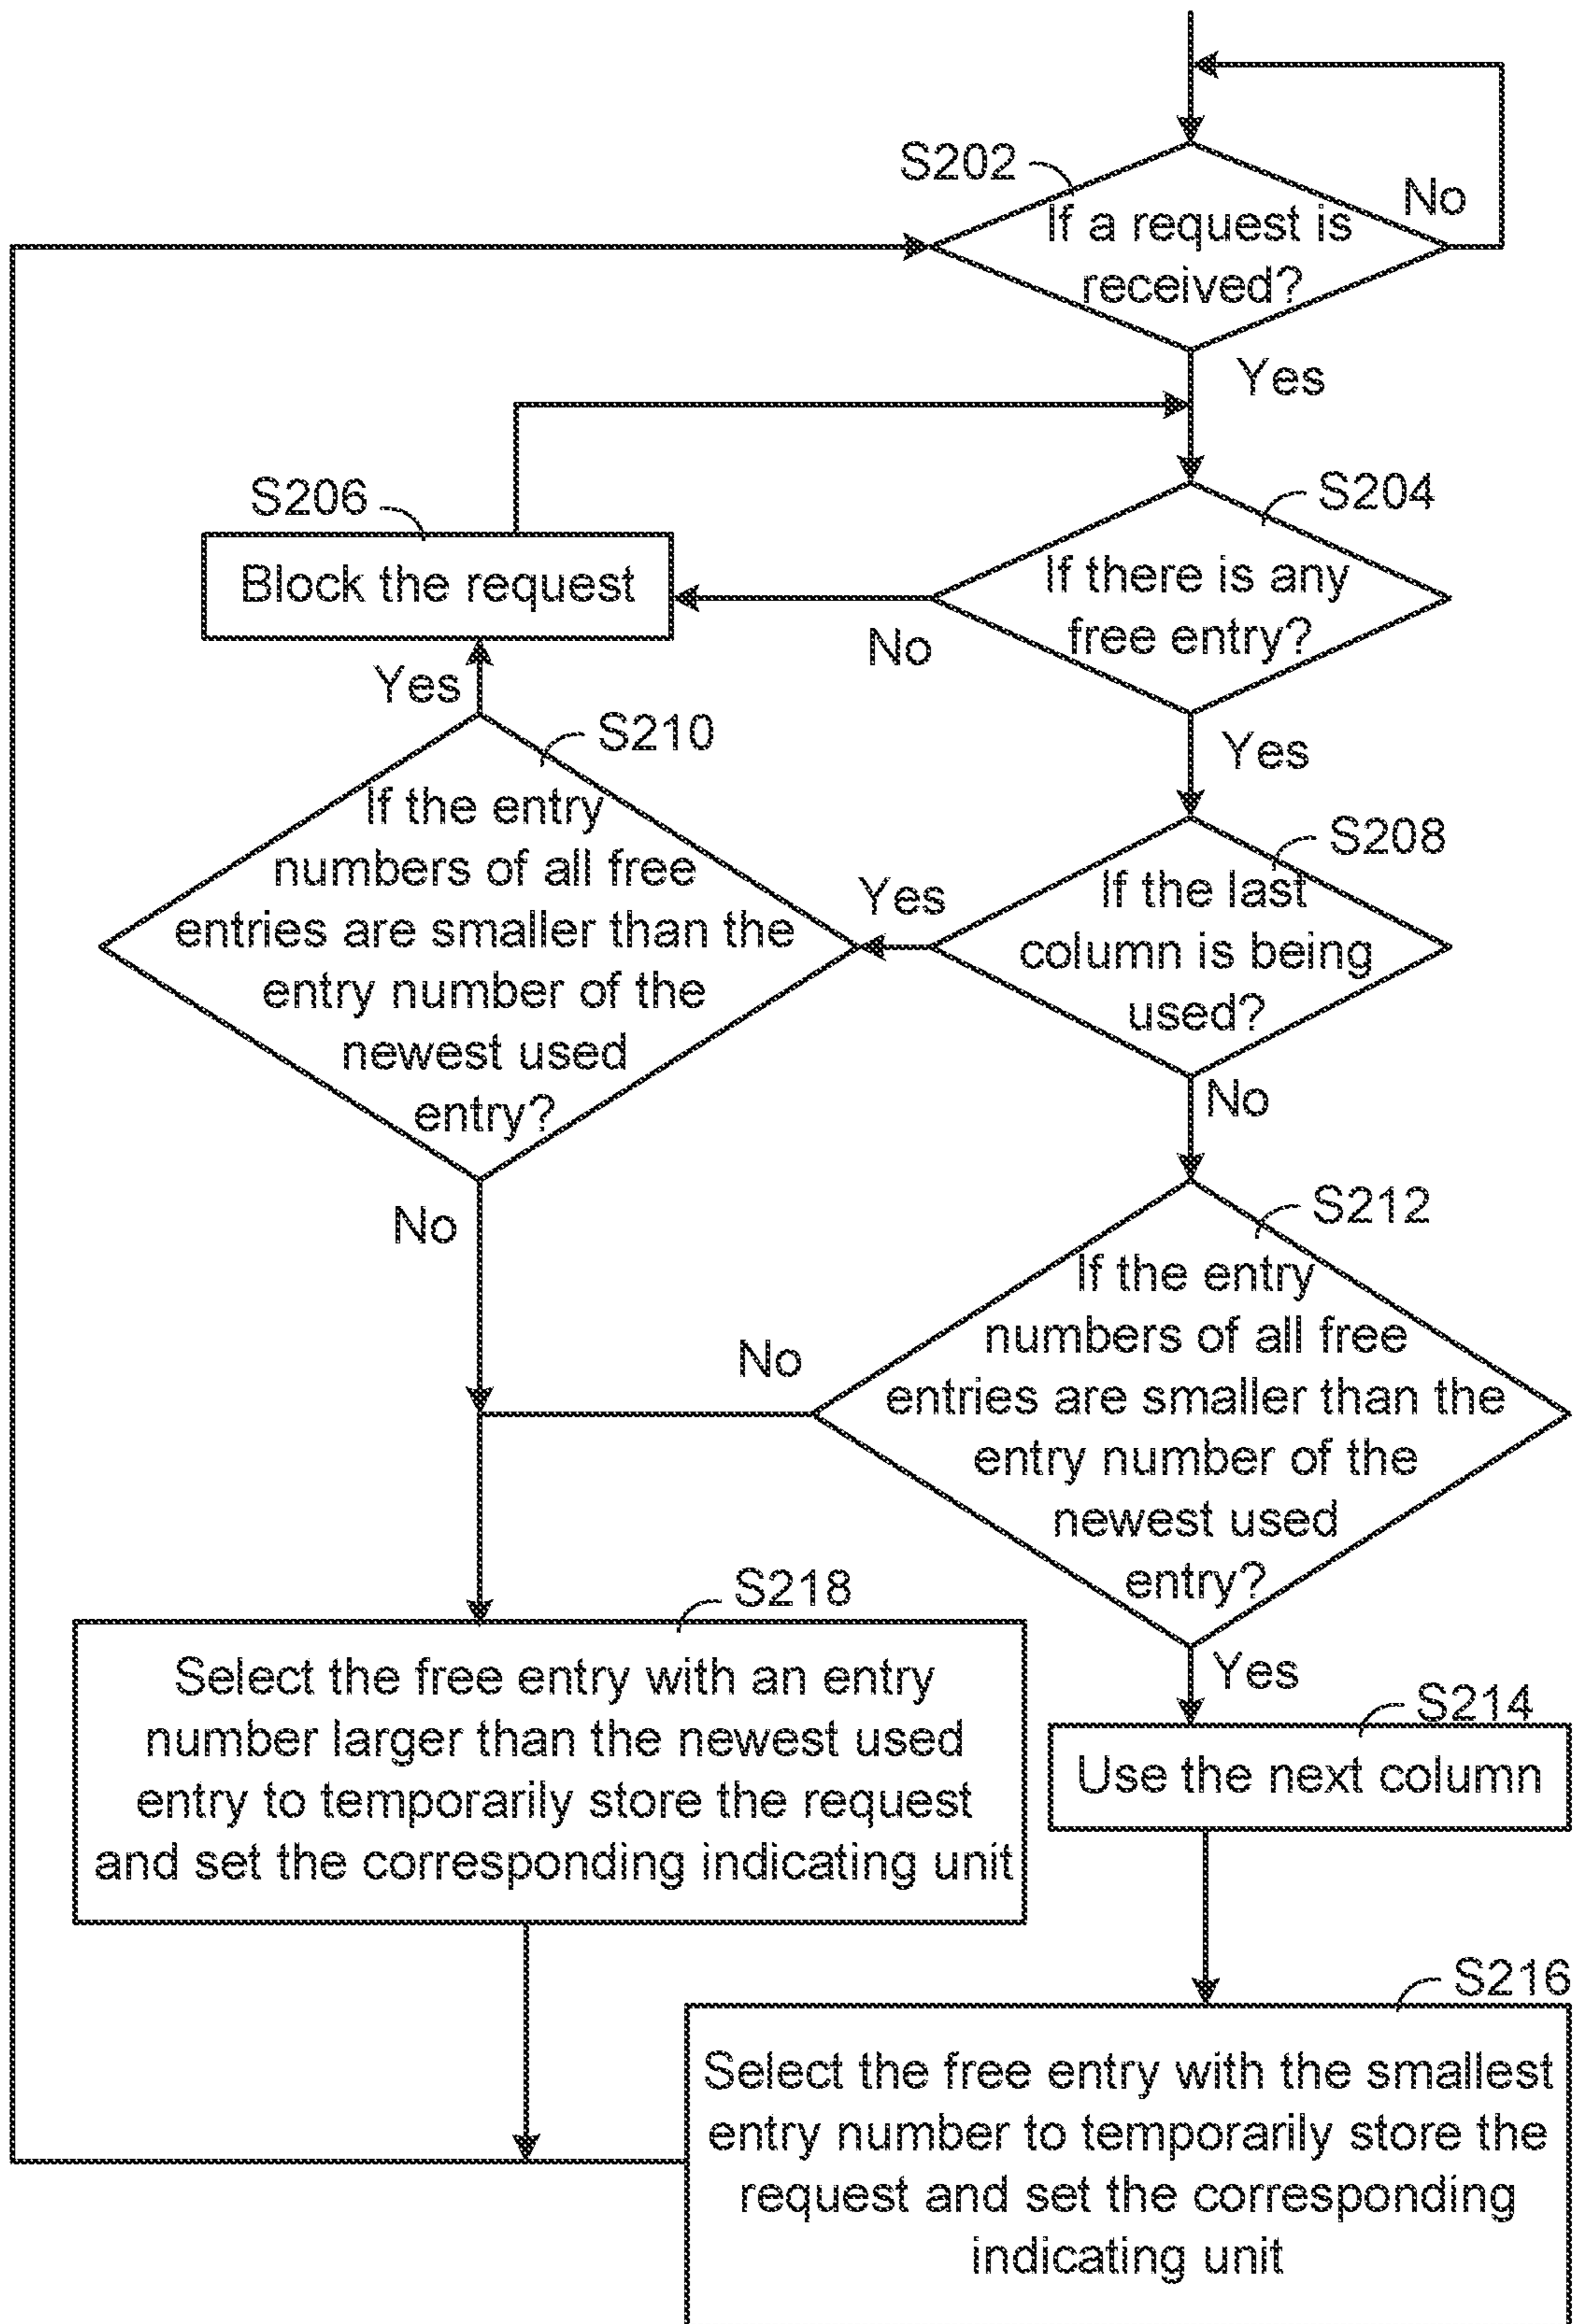 S202
No
If a request is
received?
Yes
S206
S204
Block the request
If there is any
free entry?
No
Yes
S210
Yes
If the entry
numbers of all free
entries are smaller than the
entry number of the
newest used
entry?
S208
Yes
If the last
column is being
used?
No
No
S212
If the entry
numbers of all free
entries are smaller than the
entry number of the
newest used
entry?
No
Yes
S218
Select the free entry with an entry
number larger than the newest used
entry to temporarily store the request
and set the corresponding indicating unit
S214
Use the next column
S216
Select the free entry with the smallest
entry number to temporarily store the
request and set the corresponding
indicating unit